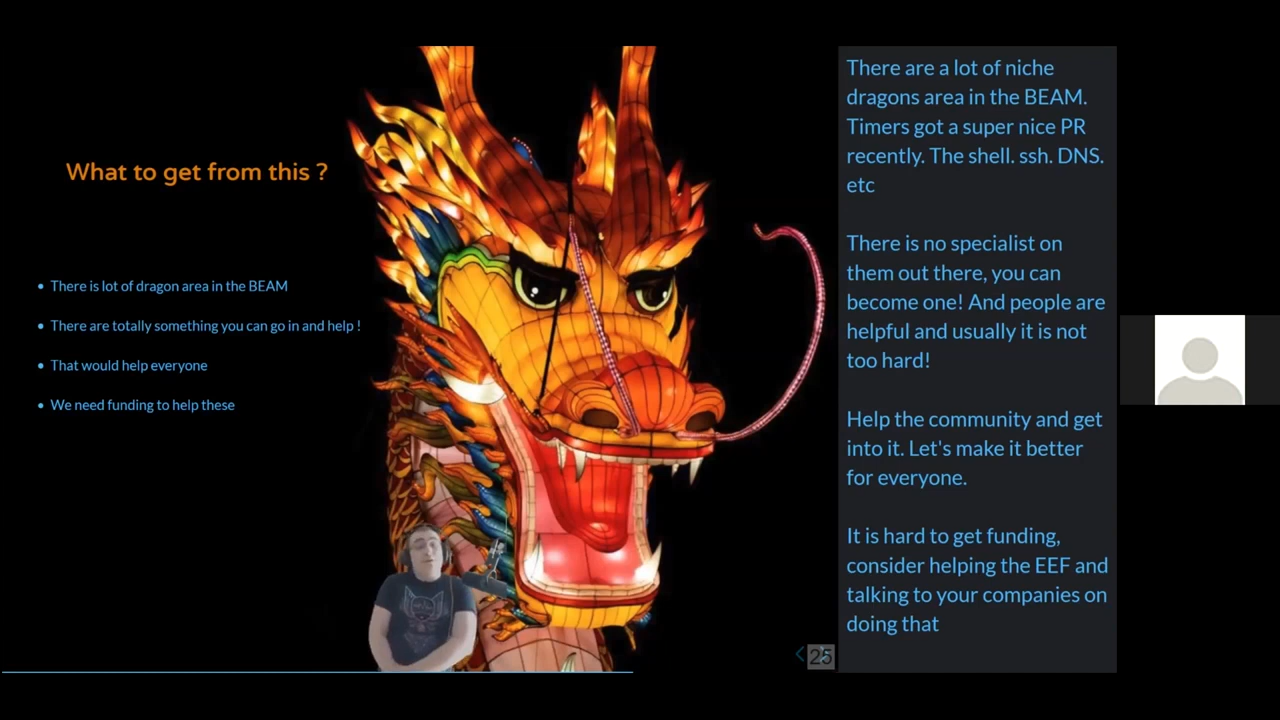 What to get from this ?
There is lot of dragon area in the BEAM
There are totally something you can go in and help !
That would help everyone
We need funding to help these
25
There are a lot of niche
dragons area in the BEAM.
Timers got a super nice PR
recently. The shell. ssh. DNS.
etc
There is no specialist on
them out there, you can
become one! And people are
helpful and usually it is not
too hard!
Help the community and get
into it. Let's make it better
for everyone.
It is hard to get funding,
consider helping the EEF and
talking to your companies on
doing that